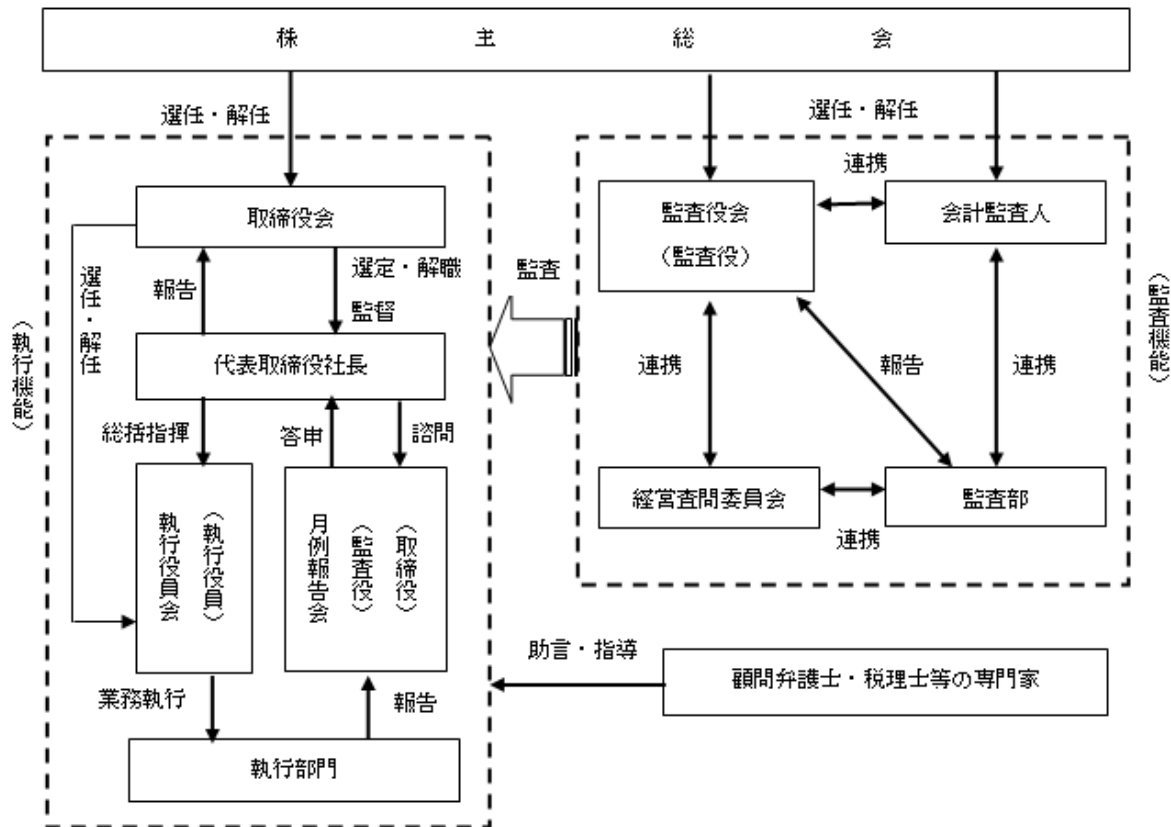 株主総会
選任・解任
選任・解任
(執行機能)
取締役会
選任・解任
報告
選定・解職
監督
代表取締役社長
総括指揮
答申
諮問
執行役員会
(執行役員)
月例報告会
(監査役)
(取締役)
業務執行
報告
執行部門
監査
監査役会
(監査役)
連携
会計監査人
(監査機能)
連携
報告
連携
経営査問委員会
連携
監査部
助言・指導
顧問弁護士・税理士等の専門家